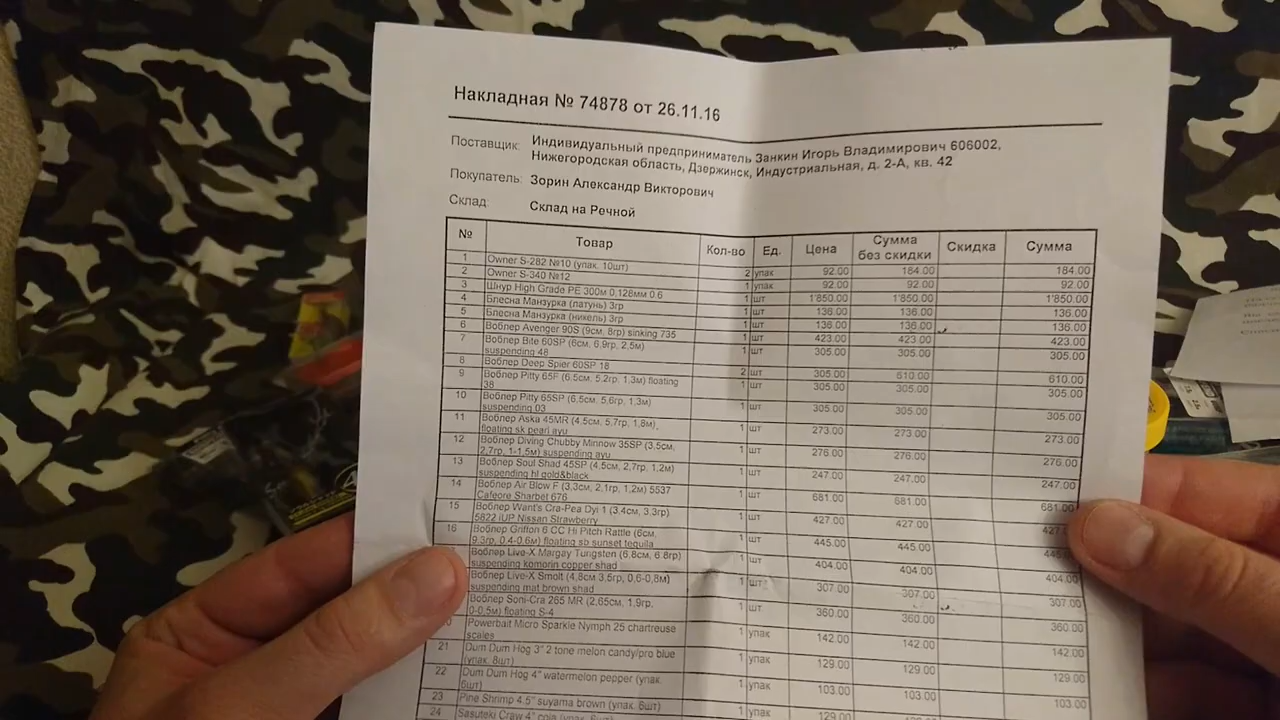 Накладная № 74878 от 26.11.16
Поставщик: Индивидуальный предприниматель Занкин Игорь Владимирович 606002,
Нижегородская область, Дзержинск, Индустриальная, д. 2-А, кв. 42
Покупатель: Зорин Александр Викторович
Склад: Склад на Речной
№ Товар Кол-во Ед. Цена Сумма без скидки Скидка Сумма
1 Owner S-282 №10 (упак. 10шт) 2 упак 92.00 184.00 184.00
2 Owner S-340 №12 1 упак 92.00 92.00 92.00
3 Шнур High Grade PE 300м 0,128мм 0.6 1 шт 1'850.00 1'850.00 1'850.00
4 Блесна Манзурка (латунь) 3гр 1 шт 136.00 136.00 136.00
5 Блесна Манзурка (никель) 3гр 1 шт 136.00 136.00 136.00
6 Воблер Avenger 90S (9см, 8гр) sinking 735 1 шт 423.00 423.00 423.00
7 Воблер Bite 60SP (6см, 6,9гр, 2,5м) 1 шт 305.00 305.00 305.00
suspending 48
8 Воблер Deep Spier 60SP 18 2 шт 305.00 610.00 610.00
9 Воблер Pitty 65F (6,5см, 5,2гр, 1,3м) floating 1 шт 305.00 305.00 305.00
38
10 Воблер Pitty 65SP (6,5см, 5,6гр, 1,3м) 1 шт 305.00 305.00 305.00
suspending 03
11 Воблер Aska 45MR (4,5см, 5,7гр, 1,8м), 1 шт 273.00 273.00 273.00
floating sk pearl ayu
12 Воблер Diving Chubby Minnow 35SP (3,5см, 1 шт 276.00 276.00 276.00
2,7гр, 1-1,5м) suspending ayu
13 Воблер Soul Shad 45SP (4,5см, 2,7гр, 1,2м) 1 шт 247.00 247.00 247.00
suspending hl gold&black
14 Воблер Air Blow F (3,3см, 2,1гр, 1,2м) 5537 1 шт 681.00 681.00 681.00
Cafeore Sharbet 676
15 Воблер Want's Cra-Pea Dyi 1 (3.4см, 3,3гр) 1 шт 427.00 427.00 427
5622 IUP Nissan Strawberry
16 Воблер Griffon 6 CC Hi Pitch Rattle (6см, 1 шт 445.00 445.00
9,3гр, 0,4-0,6м) floating sb sunset tequila
Воблер Live-X Margay Tungsten (6,8см, 6.8гр) 1 шт 404.00 404.00 404.00
suspending komorin copper shad
Воблер Live-X Smolt (4,8см 3,5гр, 0,6-0,8м) 1 шт 307.00 307.00 307.00
suspending mat brown shad
Воблер Soni-Cra 265 MR (2,65см, 1,9гр, 1 шт 360.00 360.00 360.00
0-0,5м) floating S-4
0 Powerbait Micro Sparkle Nymph 25 chartreuse 1 упак 142.00 142.00 142.00
scales
21 Dum Dum Hog 3" 2 tone melon candy/pro blue 1 упак 129.00 129.00 129.00
(упак. 8шт)
22 Dum Dum Hog 4" watermelon pepper (упак. 1 упак 103.00 103.00 103.00
6шт)
23 Pine Shrimp 4.5" suyama brown (упак. 6шт) 129.00
24 Sasuteki Craw 4" cola (упак. 6шт)